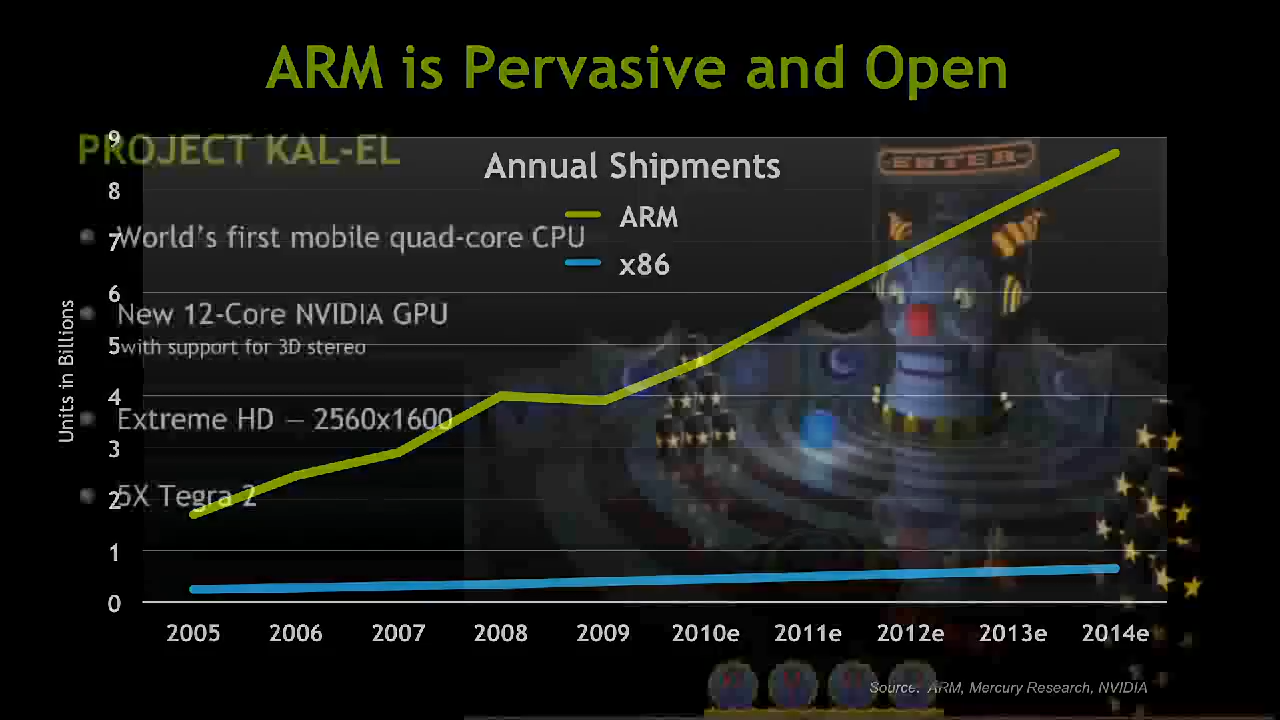 ARM is Pervasive and Open
PROJECT KAL-EL
World's first mobile quad-core CPU
New 12-Core NVIDIA GPU
with support for 3D stereo
Extreme HD – 2560x1600
5X Tegra 2
Annual Shipments
ARM
x86
ENTER
Units in Billions
9
8
7
6
5
4
3
2
1
0
2005 2006 2007 2008 2009 2010e 2011e 2012e 2013e 2014e
Source: ARM, Mercury Research, NVIDIA